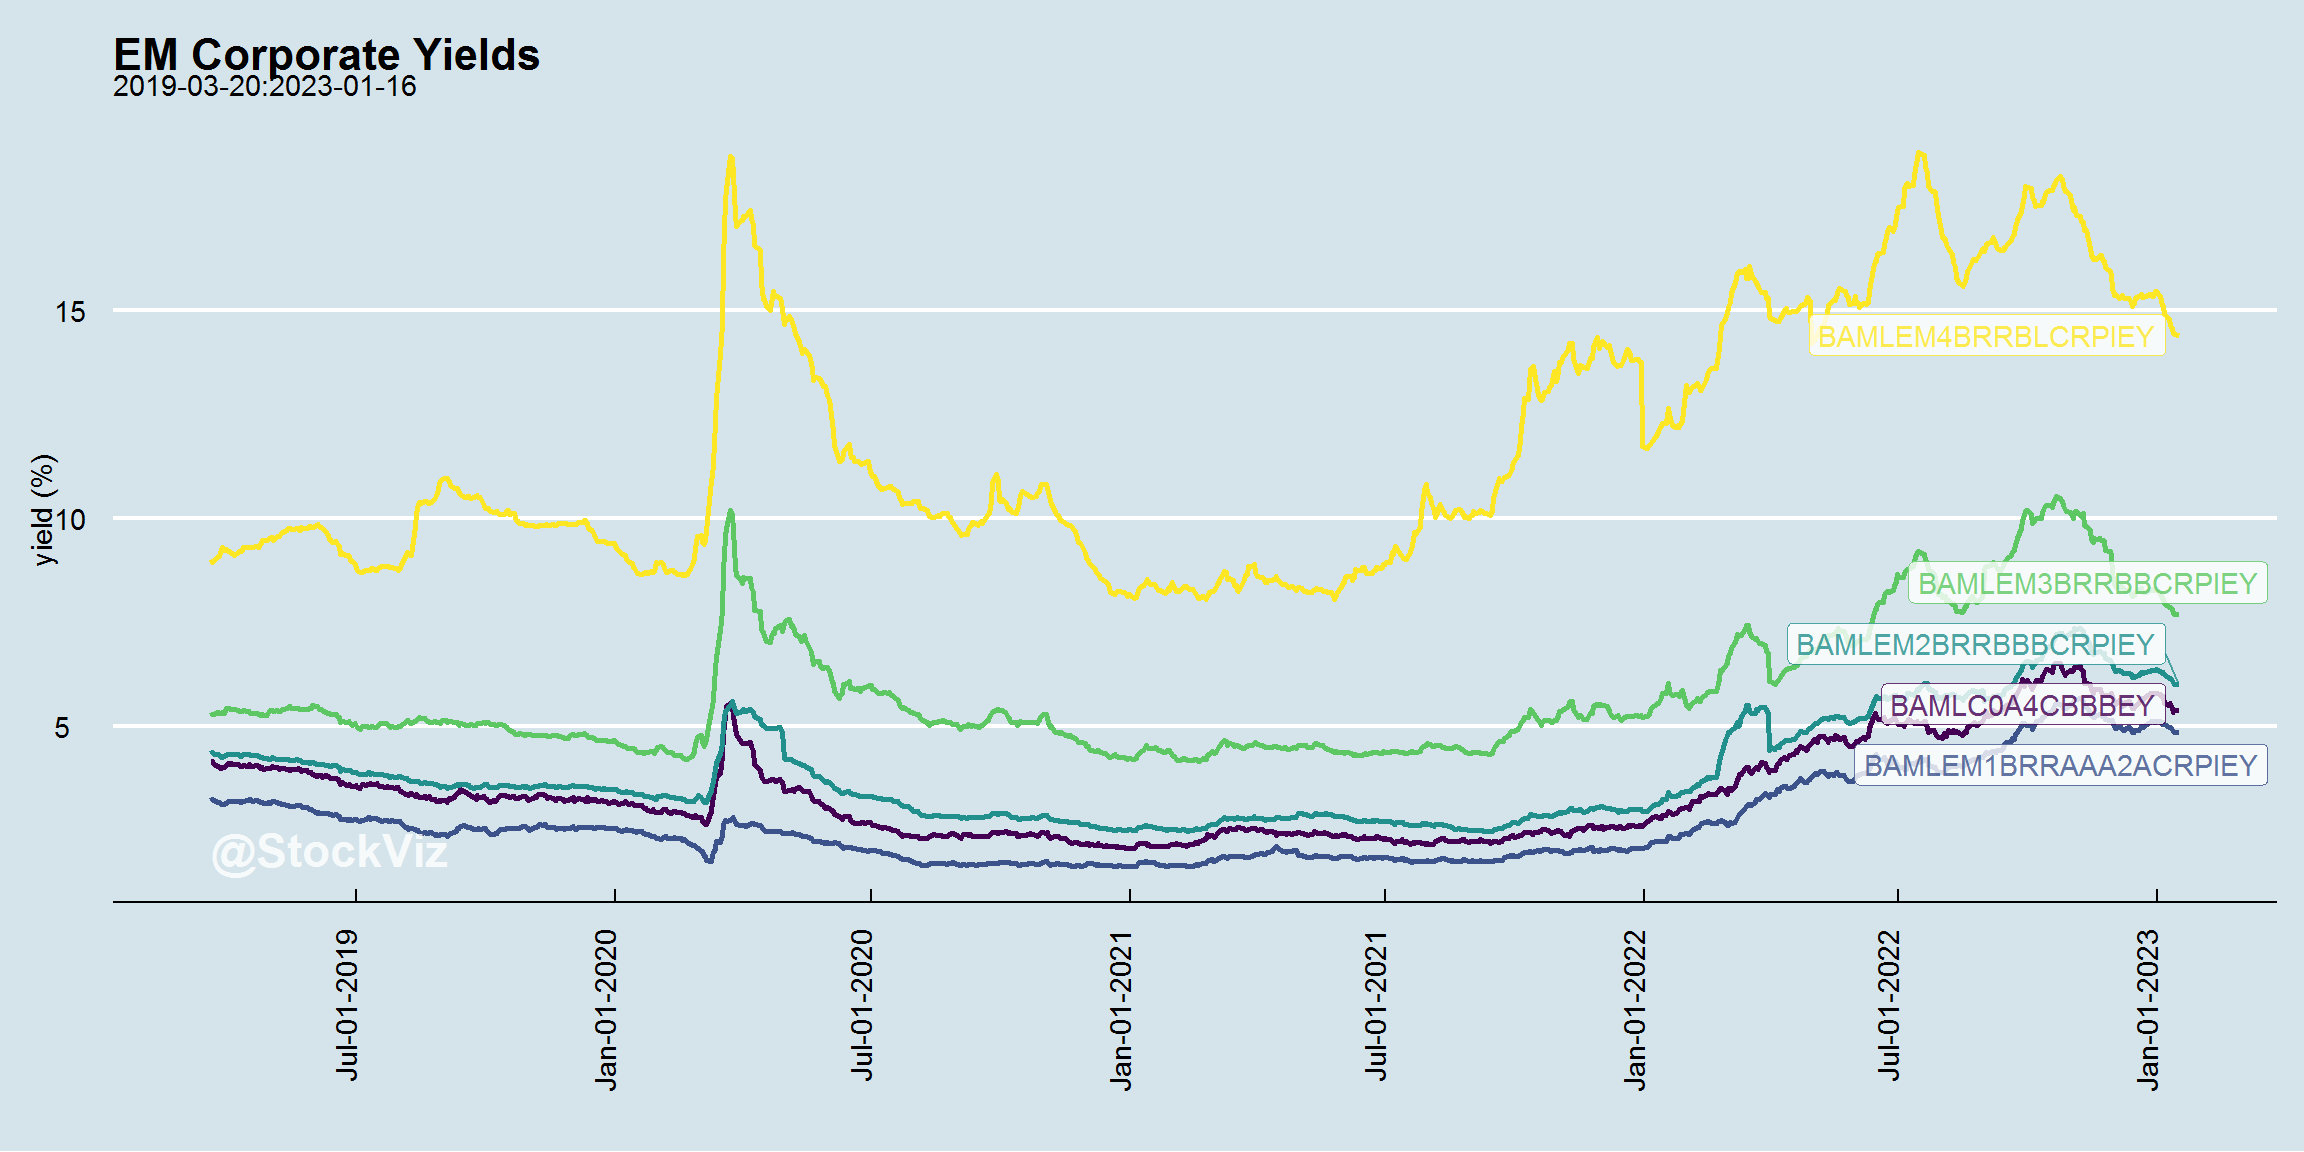 EM Corporate Yields
2019-03-20:2023-01-16
15
10
5
yield (%)
BAMLEM4BRRBLCRPIEY
BAMLEM3BRRBBCRPIEY
BAMLEM2BRRBBBCRPIEY
BAMLC0A4CBBBEY
BAMLEM1BRRAAA2ACRPIEY
@StockViz
Jul-01-2019
Jan-01-2020
Jul-01-2020
Jan-01-2021
Jul-01-2021
Jan-01-2022
Jul-01-2022
Jan-01-2023